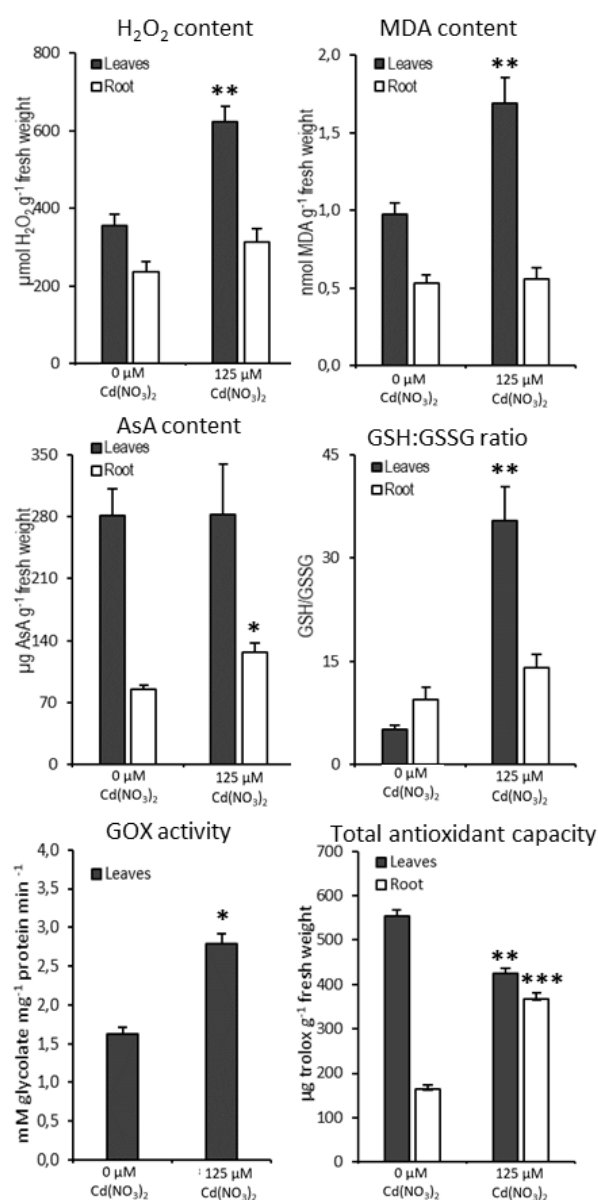 H₂O₂ content
800
600
400
200
0
µmol H₂O₂ g⁻¹ fresh weight
Leaves
Root
**
0 µM
Cd(NO₃)₂
125 µM
Cd(NO₃)₂
MDA content
2,0
1,5
1,0
0,5
0,0
nmol MDA g⁻¹ fresh weight
Leaves
Root
**
0 µM
Cd(NO₃)₂
125 µM
Cd(NO₃)₂
AsA content
350
280
210
140
70
0
µg AsA g⁻¹ fresh weight
Leaves
Root
*
0 µM
Cd(NO₃)₂
125 µM
Cd(NO₃)₂
GSH:GSSG ratio
45
30
15
0
GSH/GSSG
Leaves
Root
**
0 µM
Cd(NO₃)₂
125 µM
Cd(NO₃)₂
GOX activity
4,0
3,5
3,0
2,5
2,0
1,5
1,0
0,5
0,0
mM glycolate mg⁻¹ protein min ⁻¹
Leaves
*
0 µM
Cd(NO₃)₂
125 µM
Cd(NO₃)₂
Total antioxidant capacity
700
600
500
400
300
200
100
0
µg trolox g⁻¹ fresh weight
Leaves
Root
**
***
0 µM
Cd(NO₃)₂
125 µM
Cd(NO₃)₂